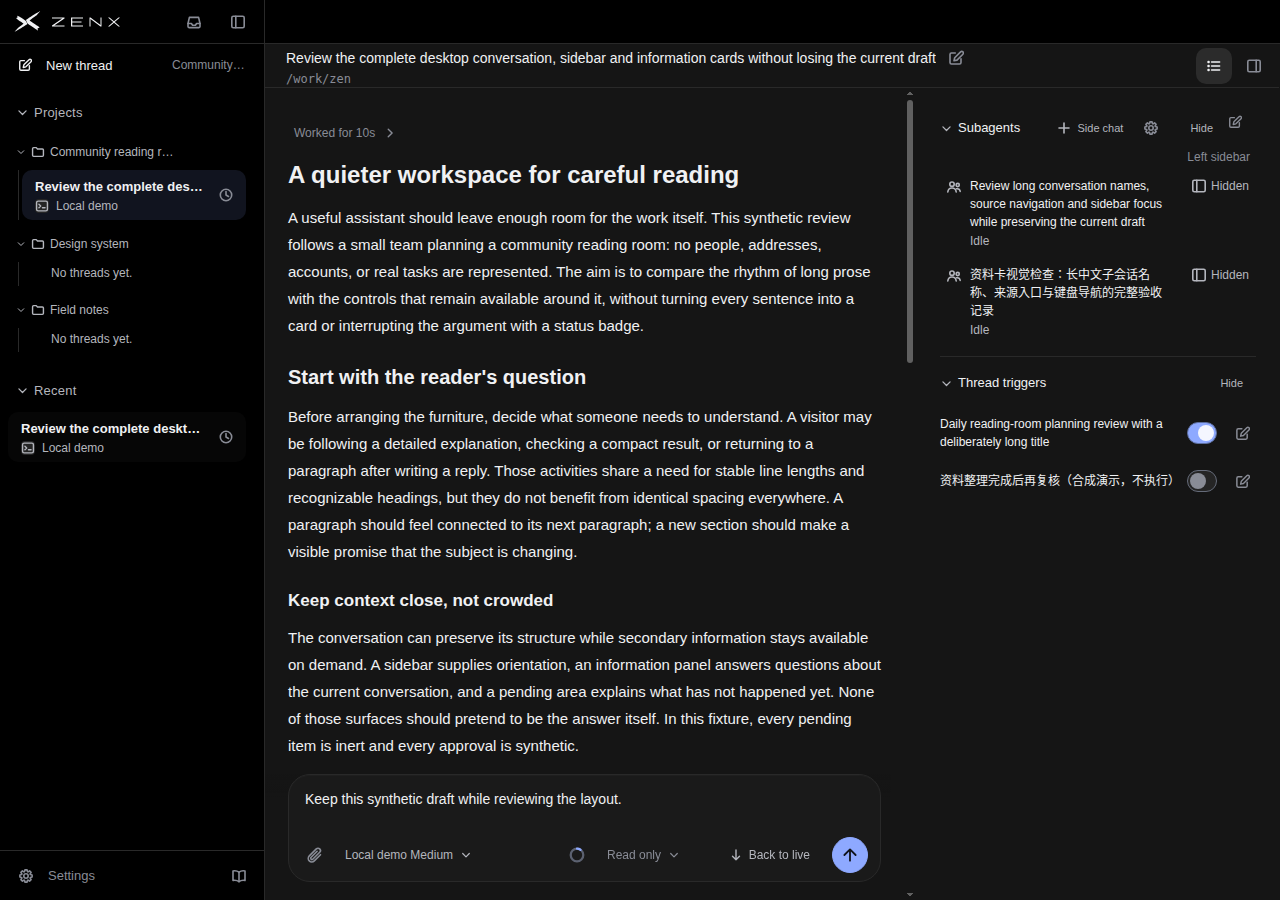 ZENX
New thread
Community…
Projects
Community reading r…
Review the complete des…
Local demo
Design system
No threads yet.
Field notes
No threads yet.
Recent
Review the complete deskt…
Local demo
Settings
Review the complete desktop conversation, sidebar and information cards without losing the current draft
/work/zen
Worked for 10s
A quieter workspace for careful reading
A useful assistant should leave enough room for the work itself. This synthetic review
follows a small team planning a community reading room: no people, addresses,
accounts, or real tasks are represented. The aim is to compare the rhythm of long prose
with the controls that remain available around it, without turning every sentence into a
card or interrupting the argument with a status badge.
Start with the reader's question
Before arranging the furniture, decide what someone needs to understand. A visitor may
be following a detailed explanation, checking a compact result, or returning to a
paragraph after writing a reply. Those activities share a need for stable line lengths and
recognizable headings, but they do not benefit from identical spacing everywhere. A
paragraph should feel connected to its next paragraph; a new section should make a
visible promise that the subject is changing.
Keep context close, not crowded
The conversation can preserve its structure while secondary information stays available
on demand. A sidebar supplies orientation, an information panel answers questions about
the current conversation, and a pending area explains what has not happened yet. None
of those surfaces should pretend to be the answer itself. In this fixture, every pending
item is inert and every approval is synthetic.
Keep this synthetic draft while reviewing the layout.
Local demo Medium
Read only
Back to live
Subagents
Side chat
Hide
Left sidebar
Review long conversation names,
source navigation and sidebar focus
while preserving the current draft
Idle
Hidden
资料卡视觉检查：长中文子会话名
称、来源入口与键盘导航的完整验收
记录
Idle
Hidden
Thread triggers
Hide
Daily reading-room planning review with a
deliberately long title
资料整理完成后再复核（合成演示，不执行）